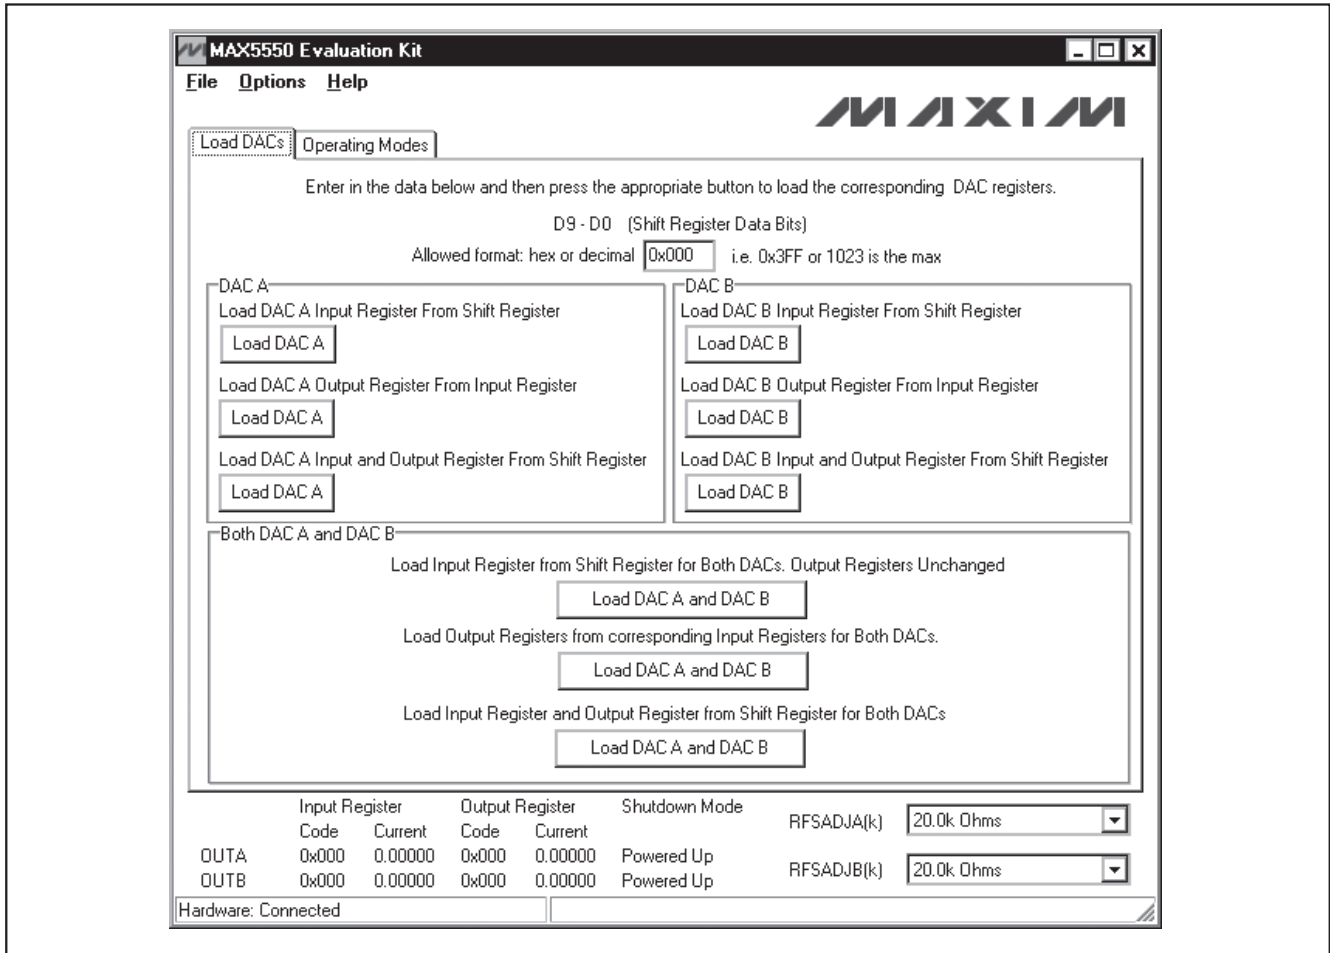 MAX5550 Evaluation Kit
File Options Help
MAXIM
Load DACs Operating Modes
Enter in the data below and then press the appropriate button to load the corresponding DAC registers.
D9 - D0 (Shift Register Data Bits)
Allowed format: hex or decimal 0x000 i.e. 0x3FF or 1023 is the max
DAC A
Load DAC A Input Register From Shift Register
Load DAC A
Load DAC A Output Register From Input Register
Load DAC A
Load DAC A Input and Output Register From Shift Register
Load DAC A
DAC B
Load DAC B Input Register From Shift Register
Load DAC B
Load DAC B Output Register From Input Register
Load DAC B
Load DAC B Input and Output Register From Shift Register
Load DAC B
Both DAC A and DAC B
Load Input Register from Shift Register for Both DACs. Output Registers Unchanged
Load DAC A and DAC B
Load Output Registers from corresponding Input Registers for Both DACs.
Load DAC A and DAC B
Load Input Register and Output Register from Shift Register for Both DACs
Load DAC A and DAC B
Input Register Output Register Shutdown Mode
Code Current Code Current
OUTA 0x000 0.00000 0x000 0.00000 Powered Up
OUTB 0x000 0.00000 0x000 0.00000 Powered Up
RFSADJA(k) 20.0k Ohms
RFSADJB(k) 20.0k Ohms
Hardware: Connected